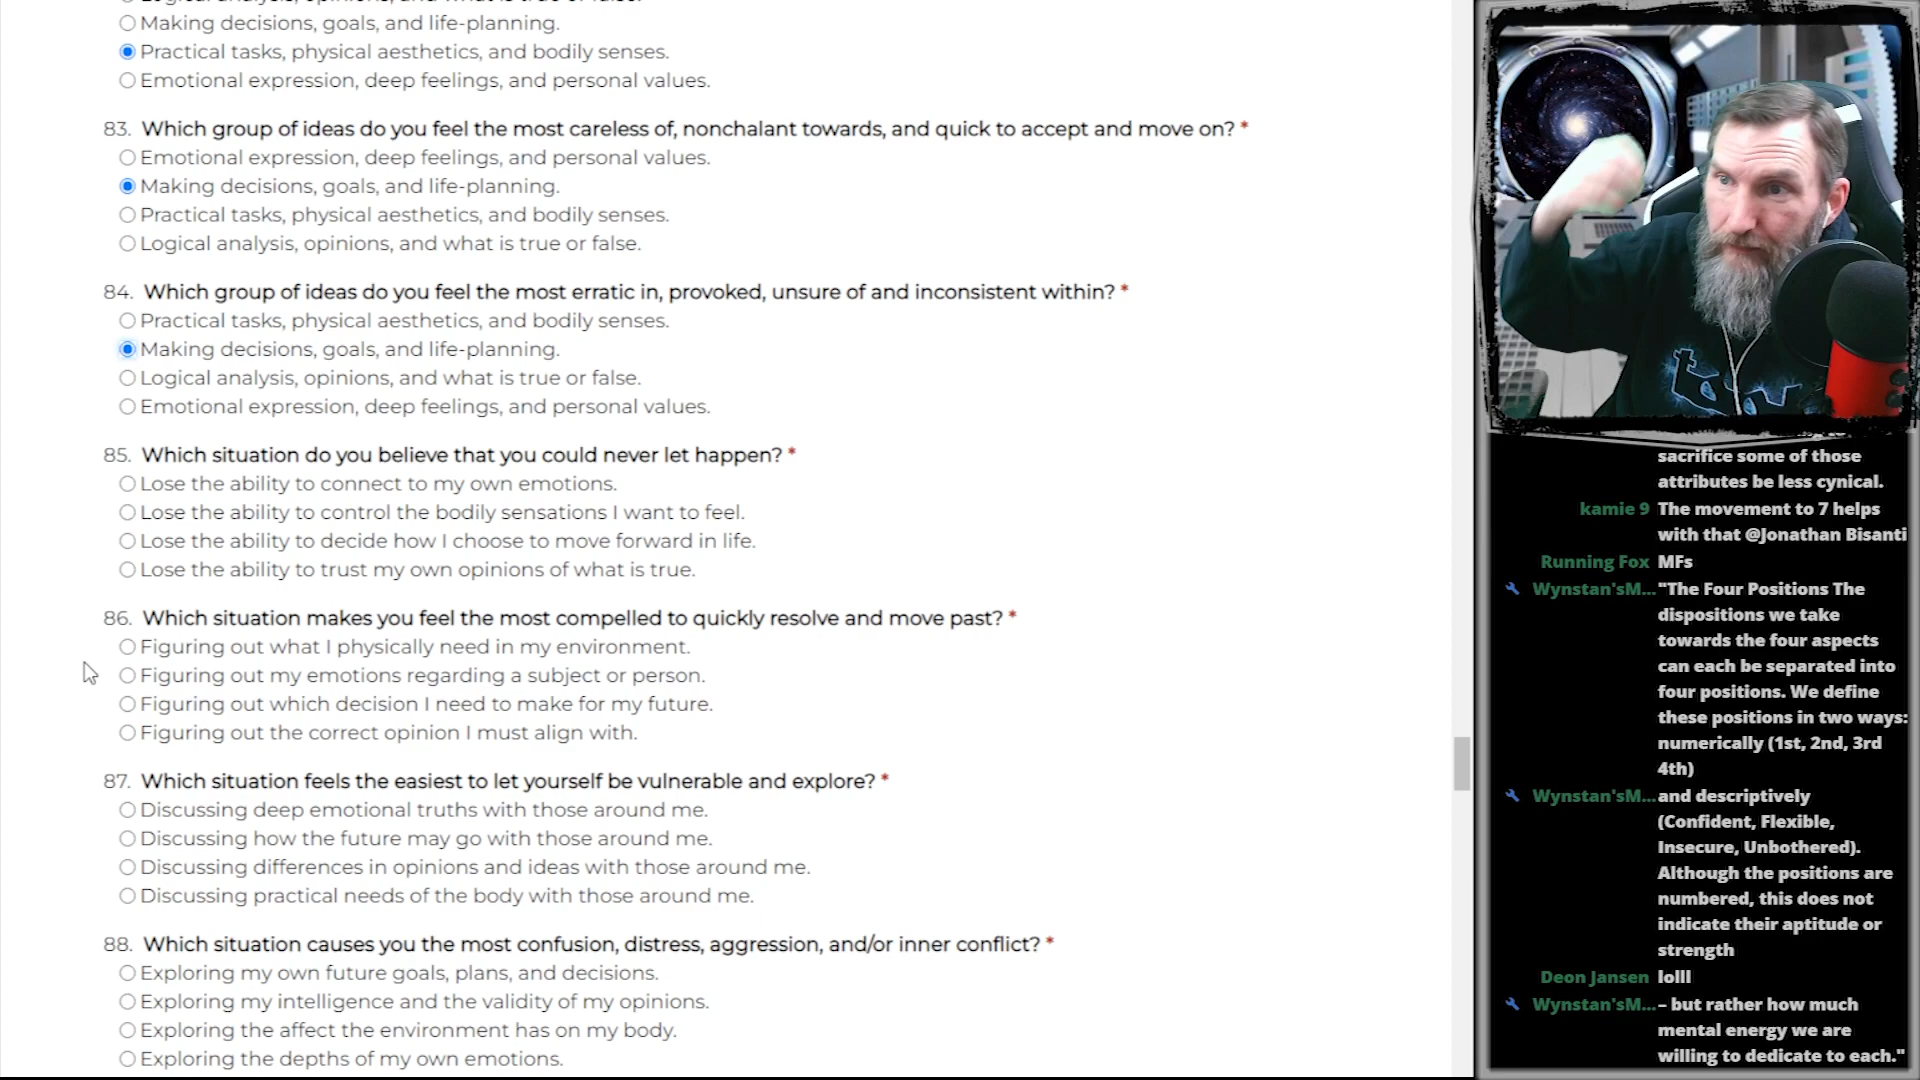 Making decisions, goals, and life-planning.
Practical tasks, physical aesthetics, and bodily senses.
Emotional expression, deep feelings, and personal values.
83. Which group of ideas do you feel the most careless of, nonchalant towards, and quick to accept and move on? *
Emotional expression, deep feelings, and personal values.
Making decisions, goals, and life-planning.
Practical tasks, physical aesthetics, and bodily senses.
Logical analysis, opinions, and what is true or false.
84. Which group of ideas do you feel the most erratic in, provoked, unsure of and inconsistent within? *
Practical tasks, physical aesthetics, and bodily senses.
Making decisions, goals, and life-planning.
Logical analysis, opinions, and what is true or false.
Emotional expression, deep feelings, and personal values.
85. Which situation do you believe that you could never let happen? *
Lose the ability to connect to my own emotions.
Lose the ability to control the bodily sensations I want to feel.
Lose the ability to decide how I choose to move forward in life.
Lose the ability to trust my own opinions of what is true.
86. Which situation makes you feel the most compelled to quickly resolve and move past? *
Figuring out what I physically need in my environment.
Figuring out my emotions regarding a subject or person.
Figuring out which decision I need to make for my future.
Figuring out the correct opinion I must align with.
87. Which situation feels the easiest to let yourself be vulnerable and explore? *
Discussing deep emotional truths with those around me.
Discussing how the future may go with those around me.
Discussing differences in opinions and ideas with those around me.
Discussing practical needs of the body with those around me.
88. Which situation causes you the most confusion, distress, aggression, and/or inner conflict? *
Exploring my own future goals, plans, and decisions.
Exploring my intelligence and the validity of my opinions.
Exploring the affect the environment has on my body.
Exploring the depths of my own emotions.
sacrifice some of those
attributes be less cynical.
kamie 9 The movement to 7 helps
with that @Jonathan Bisanti
Running Fox MFs
Wynstan'sM... "The Four Positions The
dispositions we take
towards the four aspects
can each be separated into
four positions. We define
these positions in two ways:
numerically (1st, 2nd, 3rd
4th)
Wynstan'sM... and descriptively
(Confident, Flexible,
Insecure, Unbothered).
Although the positions are
numbered, this does not
indicate their aptitude or
strength
Deon Jansen lolll
Wynstan'sM... – but rather how much
mental energy we are
willing to dedicate to each."